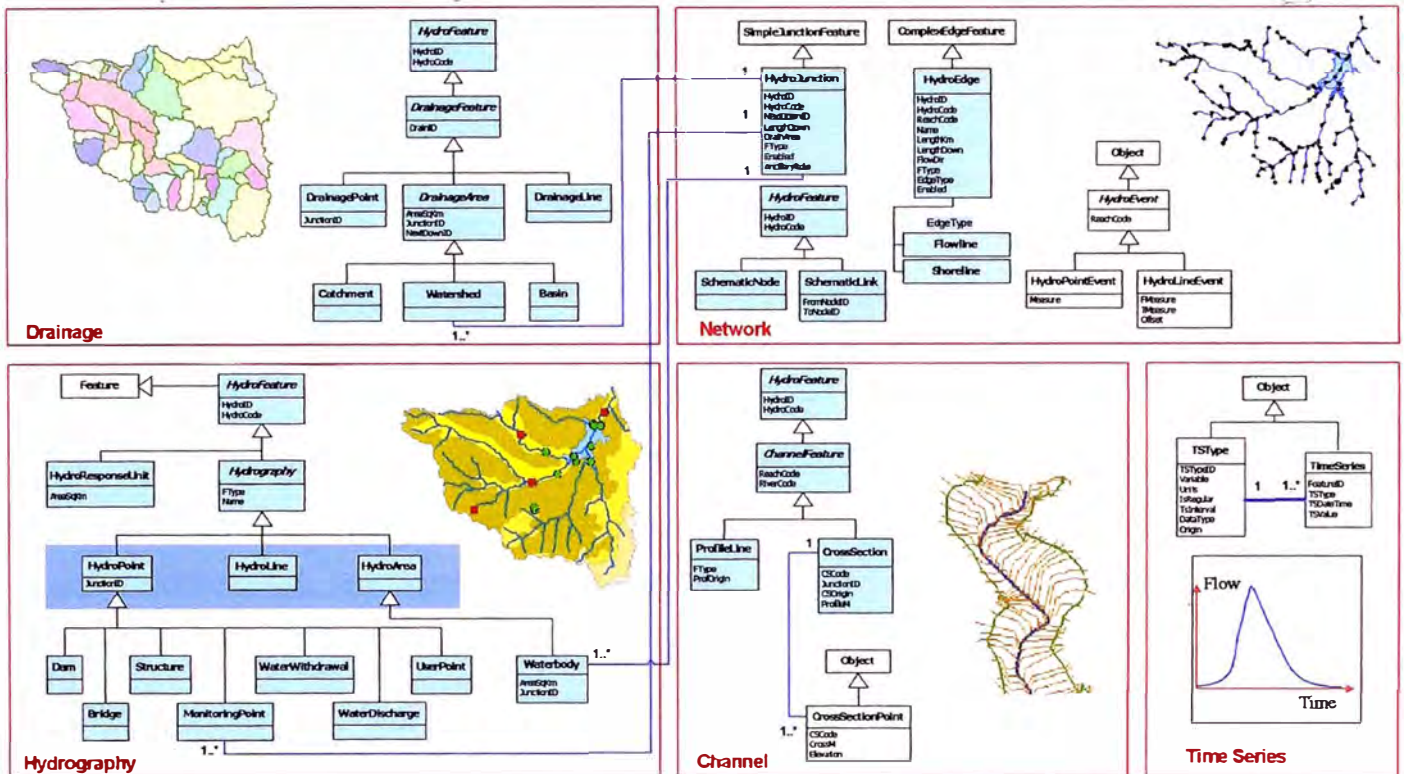 HydroFeature
HydroID
HydroCode
DrainageFeature
DrainID
DrainagePoint
JunctionID
DrainageArea
AreaSqKm
JunctionID
NextDownID
DrainageLine
Catchment
Watershed
Basin
1..*
Drainage
SimpleJunctionFeature
ComplexEdgeFeature
1
HydroJunction
HydroID
HydroCode
NextDownID
LengthDown
DrainArea
FType
Enabled
AncillaryRole
1
1
HydroEdge
HydroID
HydroCode
ReachCode
Name
LengthKm
LengthDown
FlowDir
FType
EdgeType
Enabled
HydroFeature
HydroID
HydroCode
EdgeType
Flowline
Shoreline
SchematicNode
SchematicLink
FromNodeID
ToNodeID
Object
HydroEvent
ReachCode
HydroPointEvent
Measure
HydroLineEvent
FMeasure
TMeasure
Offset
Network
Feature
HydroFeature
HydroID
HydroCode
HydroResponseUnit
AreaSqKm
Hydrography
FType
Name
HydroPoint
JunctionID
HydroLine
HydroArea
Dam
Structure
WaterWithdrawal
UserPoint
Waterbody
AreaSqKm
JunctionID
1..*
Bridge
MonitoringPoint
WaterDischarge
1..*
Hydrography
HydroFeature
HydroID
HydroCode
ChannelFeature
ReachCode
RiverCode
ProfileLine
FType
ProfOrigin
1
CrossSection
CSCode
JunctionID
CSOrigin
ProfileM
Object
CrossSectionPoint
CSCode
CrossM
Elevation
1..*
Channel
Object
TSType
TSTypeID
Variable
Units
IsRegular
TsInterval
DataType
Origin
1
1..*
TimeSeries
FeatureID
TSType
TSDateTime
TSValue
Flow
Time
Time Series